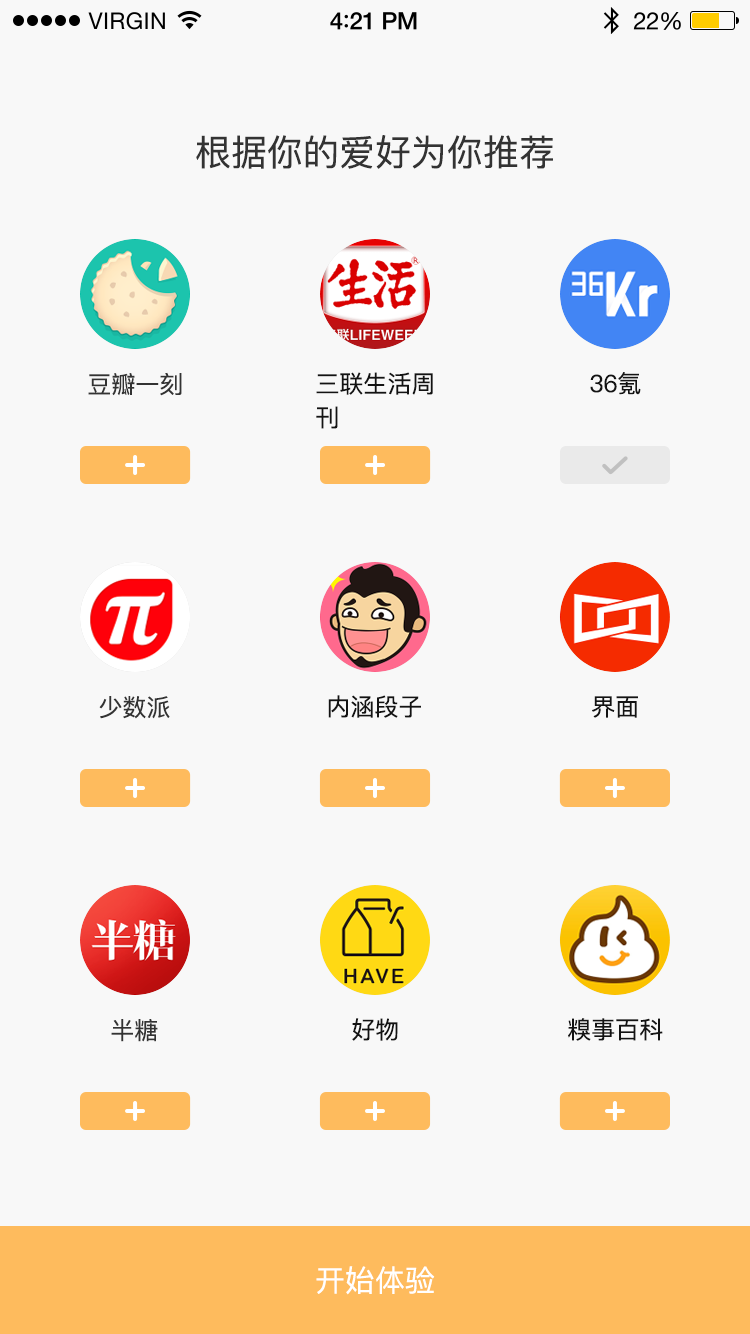 VIRGIN 4:21 PM 22%
根据你的爱好为你推荐
生活®
联LIFEWEE
36Kr
豆瓣一刻
三联生活周
刊
36氪
π
少数派
内涵段子
界面
半糖
HAVE
半糖
好物
糗事百科
开始体验